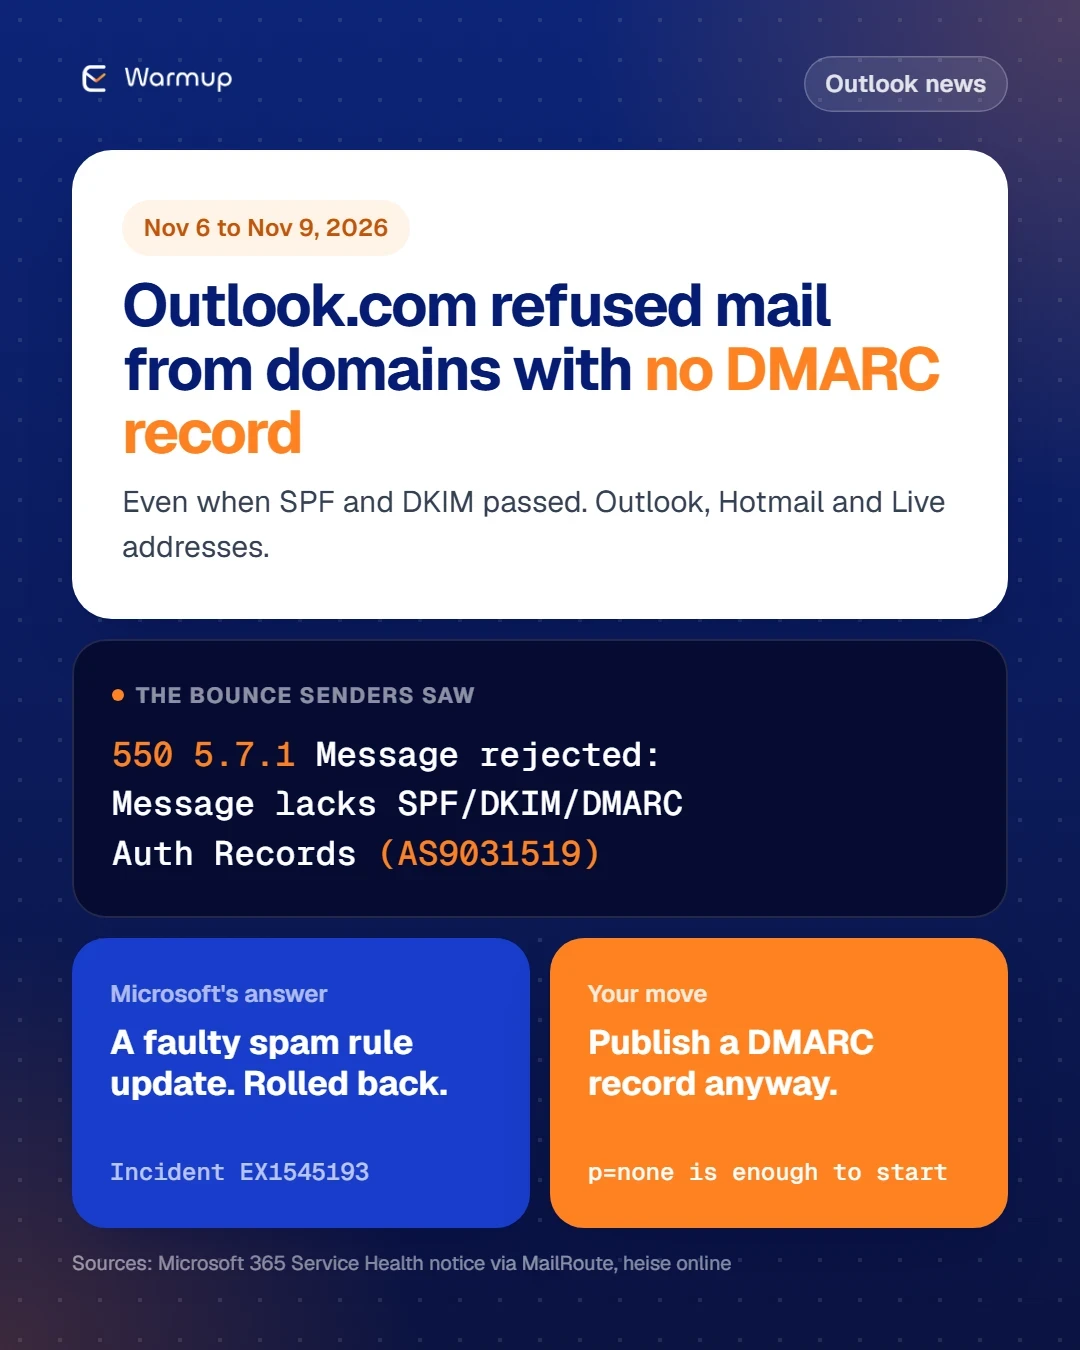 Warmup
Outlook news
Nov 6 to Nov 9, 2026
Outlook.com refused mail
from domains with no DMARC
record
Even when SPF and DKIM passed. Outlook, Hotmail and Live
addresses.
THE BOUNCE SENDERS SAW
550 5.7.1 Message rejected:
Message lacks SPF/DKIM/DMARC
Auth Records (AS9031519)
Microsoft's answer
A faulty spam rule
update. Rolled back.
Incident EX1545193
Your move
Publish a DMARC
record anyway.
p=none is enough to start
Sources: Microsoft 365 Service Health notice via MailRoute, heise online